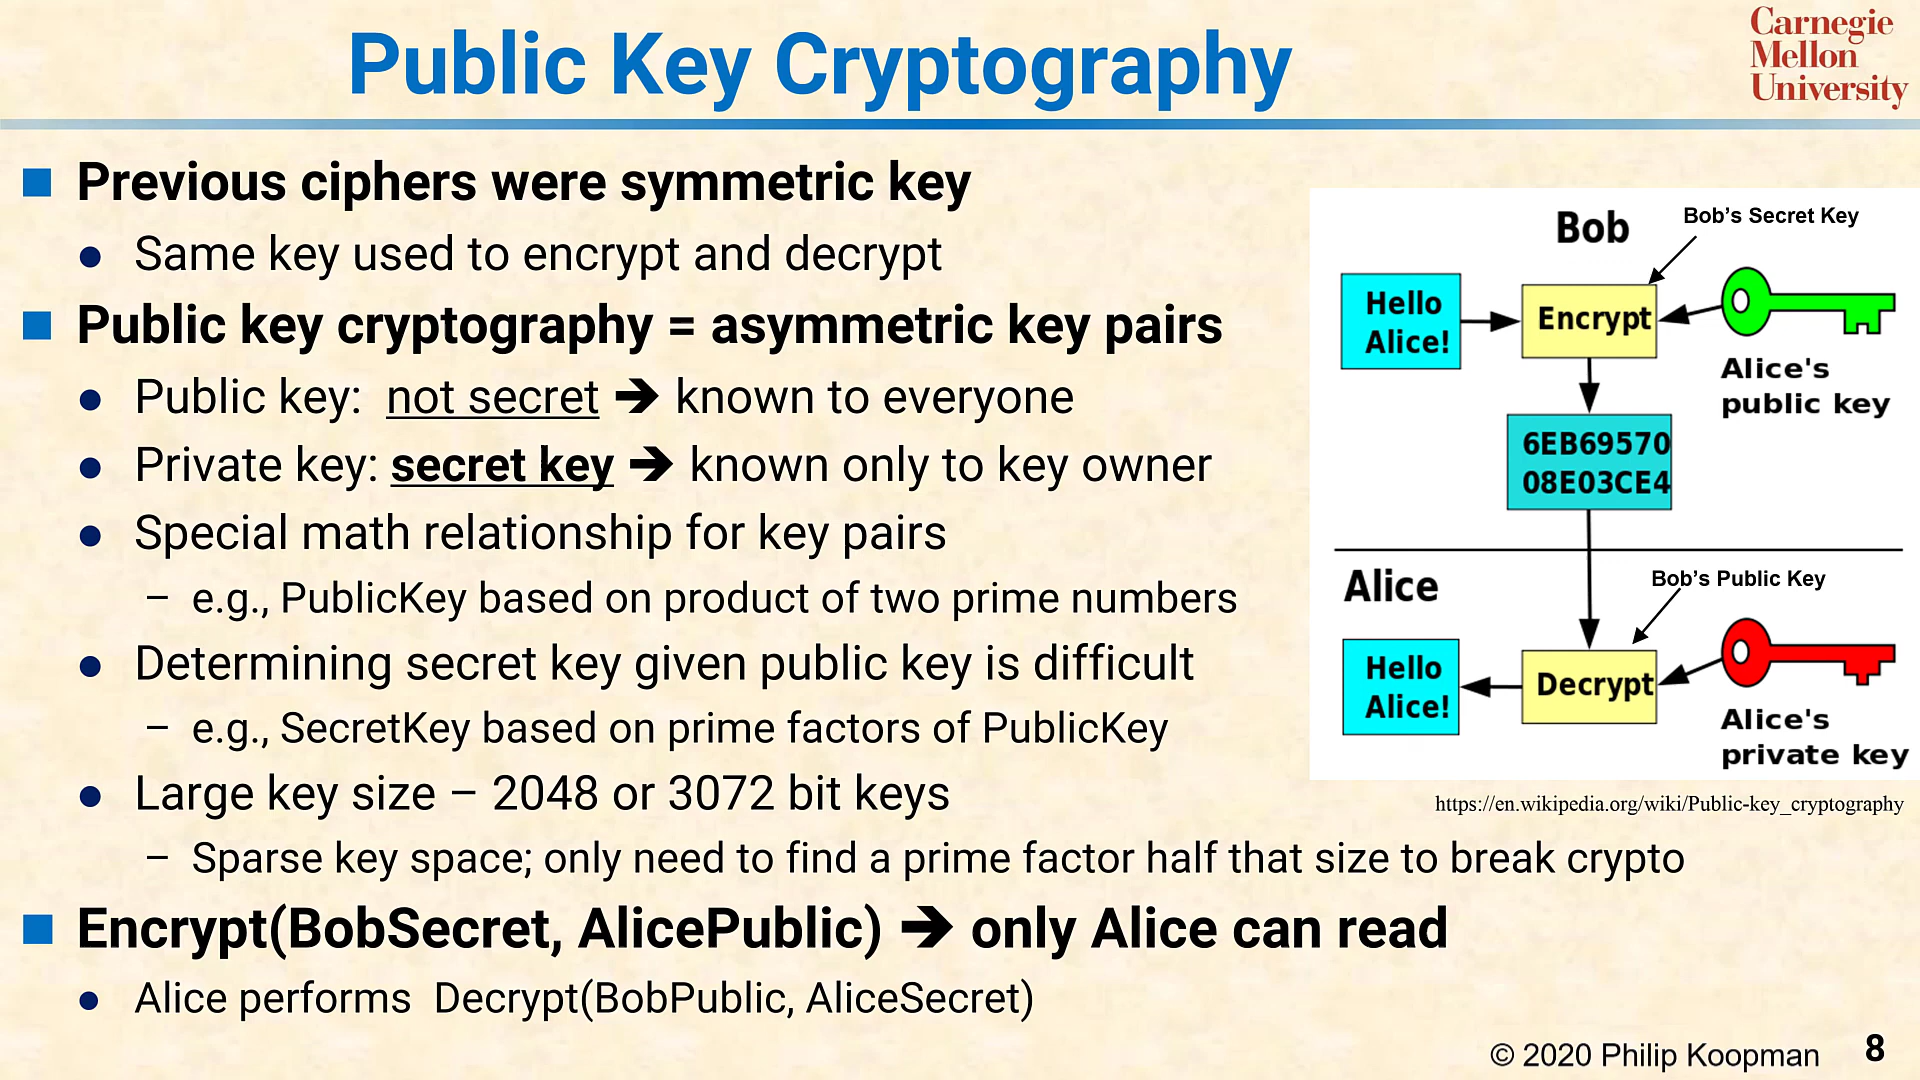 Public Key Cryptography
Carnegie
Mellon
University
■ Previous ciphers were symmetric key
● Same key used to encrypt and decrypt
■ Public key cryptography = asymmetric key pairs
● Public key: not secret ➔ known to everyone
● Private key: secret key ➔ known only to key owner
● Special math relationship for key pairs
– e.g., PublicKey based on product of two prime numbers
● Determining secret key given public key is difficult
– e.g., SecretKey based on prime factors of PublicKey
● Large key size – 2048 or 3072 bit keys
– Sparse key space; only need to find a prime factor half that size to break crypto
■ Encrypt(BobSecret, AlicePublic) ➔ only Alice can read
● Alice performs Decrypt(BobPublic, AliceSecret)
Bob
Bob's Secret Key
Hello
Alice!
Encrypt
Alice's
public key
6EB69570
08E03CE4
Alice
Bob's Public Key
Hello
Alice!
Decrypt
Alice's
private key
https://en.wikipedia.org/wiki/Public-key_cryptography
© 2020 Philip Koopman
8